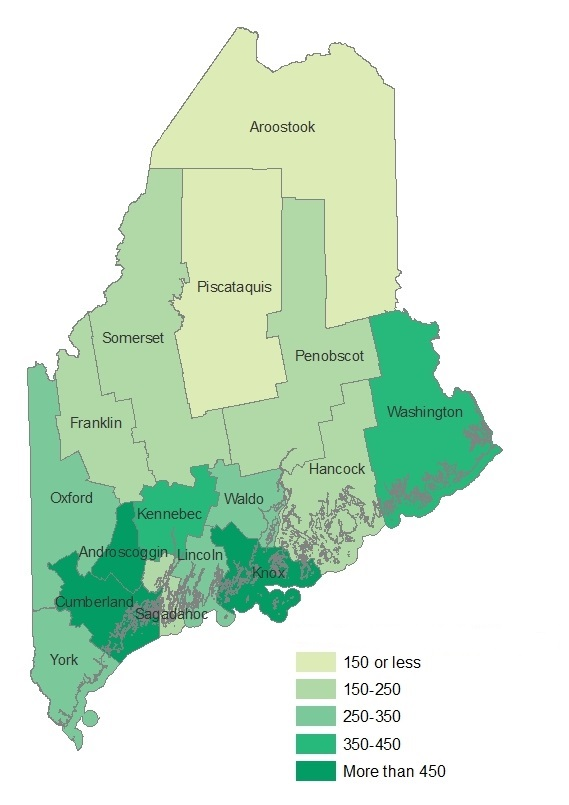 Aroostook
Piscataquis
Somerset
Penobscot
Washington
Franklin
Hancock
Oxford
Waldo
Kennebec
Androscoggin
Lincoln
Knox
Cumberland
Sagadahoc
York
150 or less
150-250
250-350
350-450
More than 450